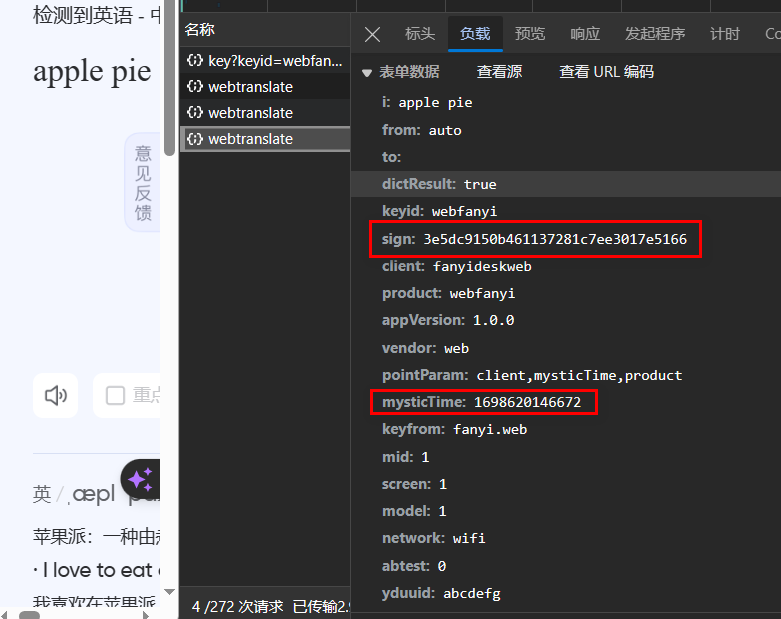 检测到英语 - 中
apple pie
意见反馈
重点
英 / ˌæpl
苹果派：一种由
· I love to eat
我喜欢在苹果派
名称
key?keyid=webfan...
webtranslate
webtranslate
webtranslate
4 /272 次请求 已传输2.
标头 负载 预览 响应 发起程序 计时 Co
表单数据 查看源 查看 URL 编码
i: apple pie
from: auto
to:
dictResult: true
keyid: webfanyi
sign: 3e5dc9150b461137281c7ee3017e5166
client: fanyideskweb
product: webfanyi
appVersion: 1.0.0
vendor: web
pointParam: client,mysticTime,product
mysticTime: 1698620146672
keyfrom: fanyi.web
mid: 1
screen: 1
model: 1
network: wifi
abtest: 0
yduuid: abcdefg